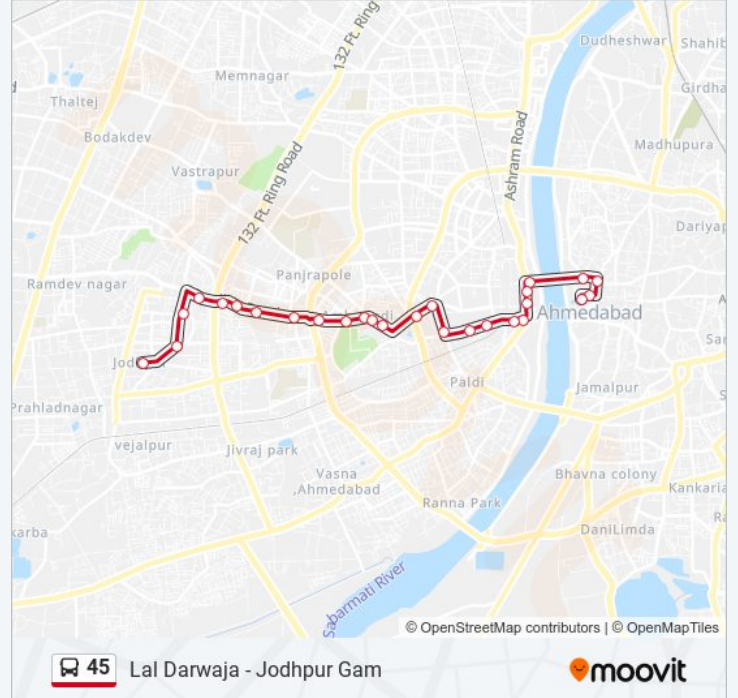 132 Ft. Ring
Dudheshwar
Shahib
Memnagar
Girdha
Thaltej
Ashram Road
Bodakdev
Madhupura
Vastrapur
132 Ft. Ring Road
Dariyap
Panjrapole
Ramdev nagar
A
Ahmedabad
Sar
Jod
Paldi
Jamalpur
S
Prahladnagar
vejalpur
Jivraj park
Vasna
,Ahmedabad
Bhavna colony
Kankaria
Ranna Park
Ra
karba
DaniLimda
Sabarmati River
© OpenStreetMap contributors | © OpenMapTiles
45 Lal Darwaja - Jodhpur Gam
moovit